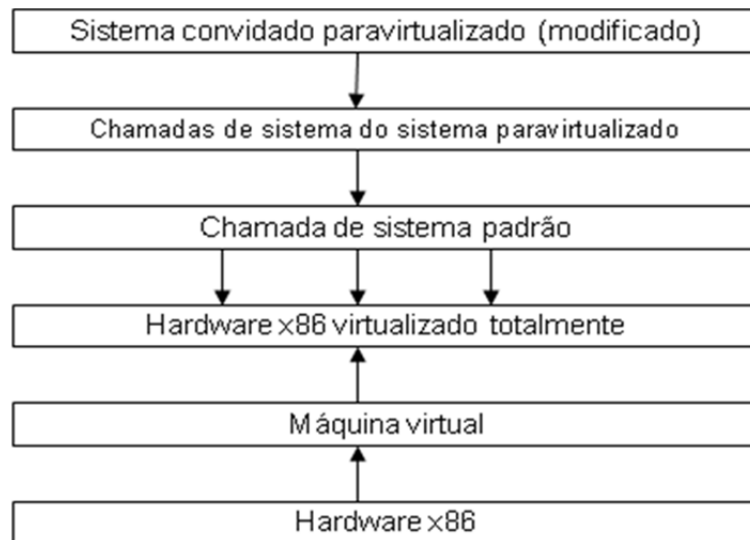 Sistema convidado paravirtualizado (modificado)
Chamadas de sistema do sistema paravirtualizado
Chamada de sistema padrão
Hardware x86 virtualizado totalmente
Máquina virtual
Hardware x86